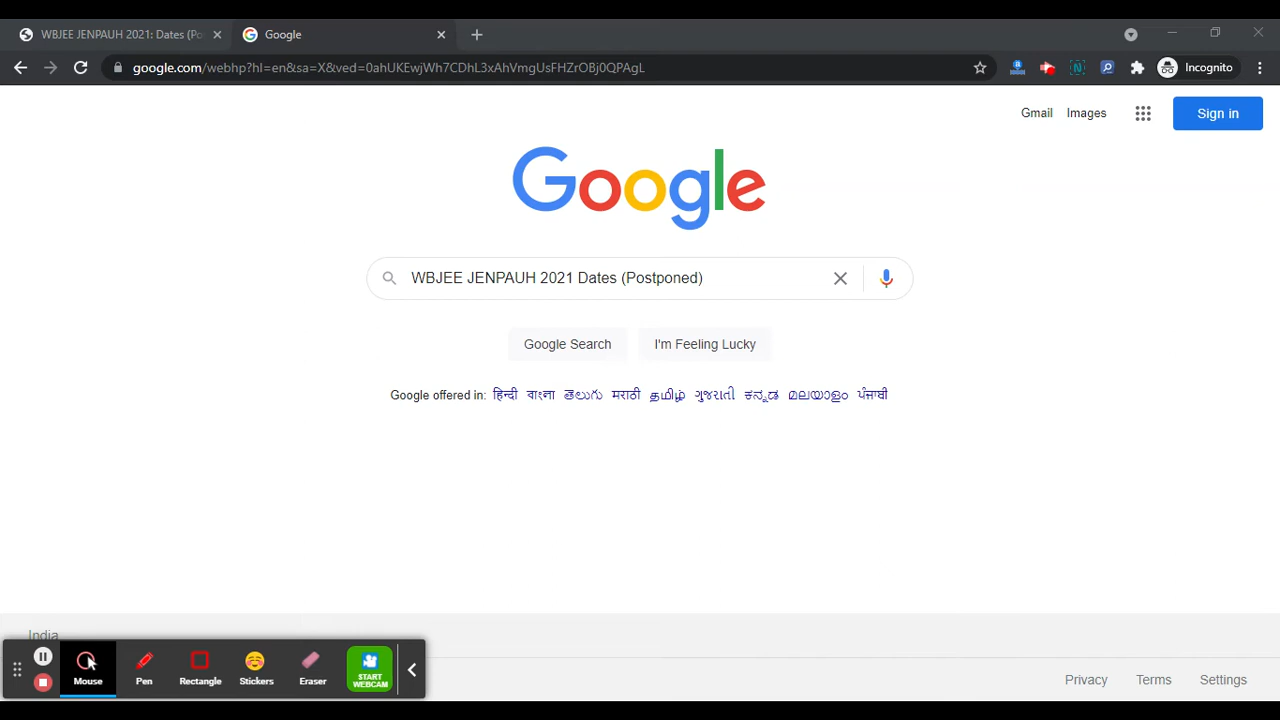 WBJEE JENPAUH 2021: Dates (Po
Google
google.com/webhp?hl=en&sa=X&ved=0ahUKEwjWh7CDhL3xAhVmgUsFHZrOBj0QPAgL
Incognito
Gmail Images
Sign in
Google
WBJEE JENPAUH 2021 Dates (Postponed)
Google Search
I'm Feeling Lucky
Google offered in: हिन्दी বাংলা తెలుగు मराठी தமிழ் ગુજરાતી ಕನ್ನಡ മലയാളം ਪੰਜਾਬੀ
India
Mouse
Pen
Rectangle
Stickers
Eraser
START
WEBCAM
Privacy Terms Settings